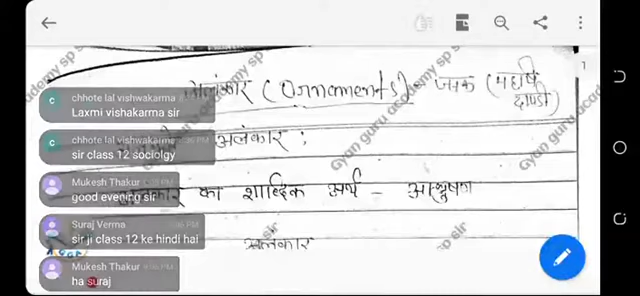 अलंकार (Ornaments) - जनक (महर्षि दण्डी)
chhote lal vishwakarma
Laxmi vishakarma sir
chhote lal vishwakarma
sir class 12 sociolgy
अलंकार :
Mukesh Thakur
good evening sir
अलंकार का शाब्दिक अर्थ - आभूषण
Suraj Verma
sir ji class 12 ke hindi hai
अलंकार
Mukesh Thakur
ha suraj
Gyan guru academy sp sir